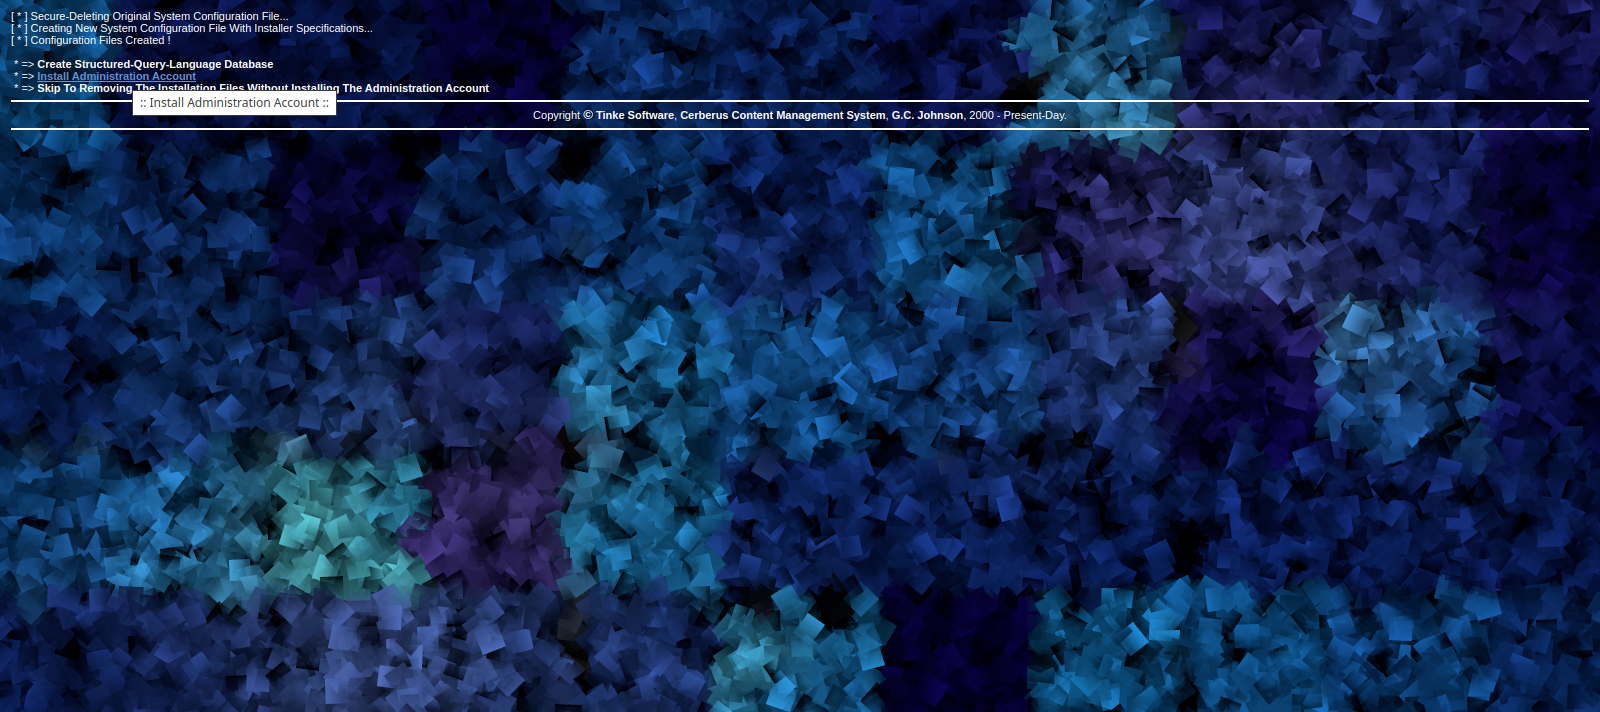 [ * ] Secure-Deleting Original System Configuration File...
[ * ] Creating New System Configuration File With Installer Specifications...
[ * ] Configuration Files Created !
* => Create Structured-Query-Language Database
* => Install Administration Account
* => Skip To Removing The Installation Files Without Installing The Administration Account
:: Install Administration Account ::
Copyright © Tinke Software, Cerberus Content Management System, G.C. Johnson, 2000 - Present-Day.